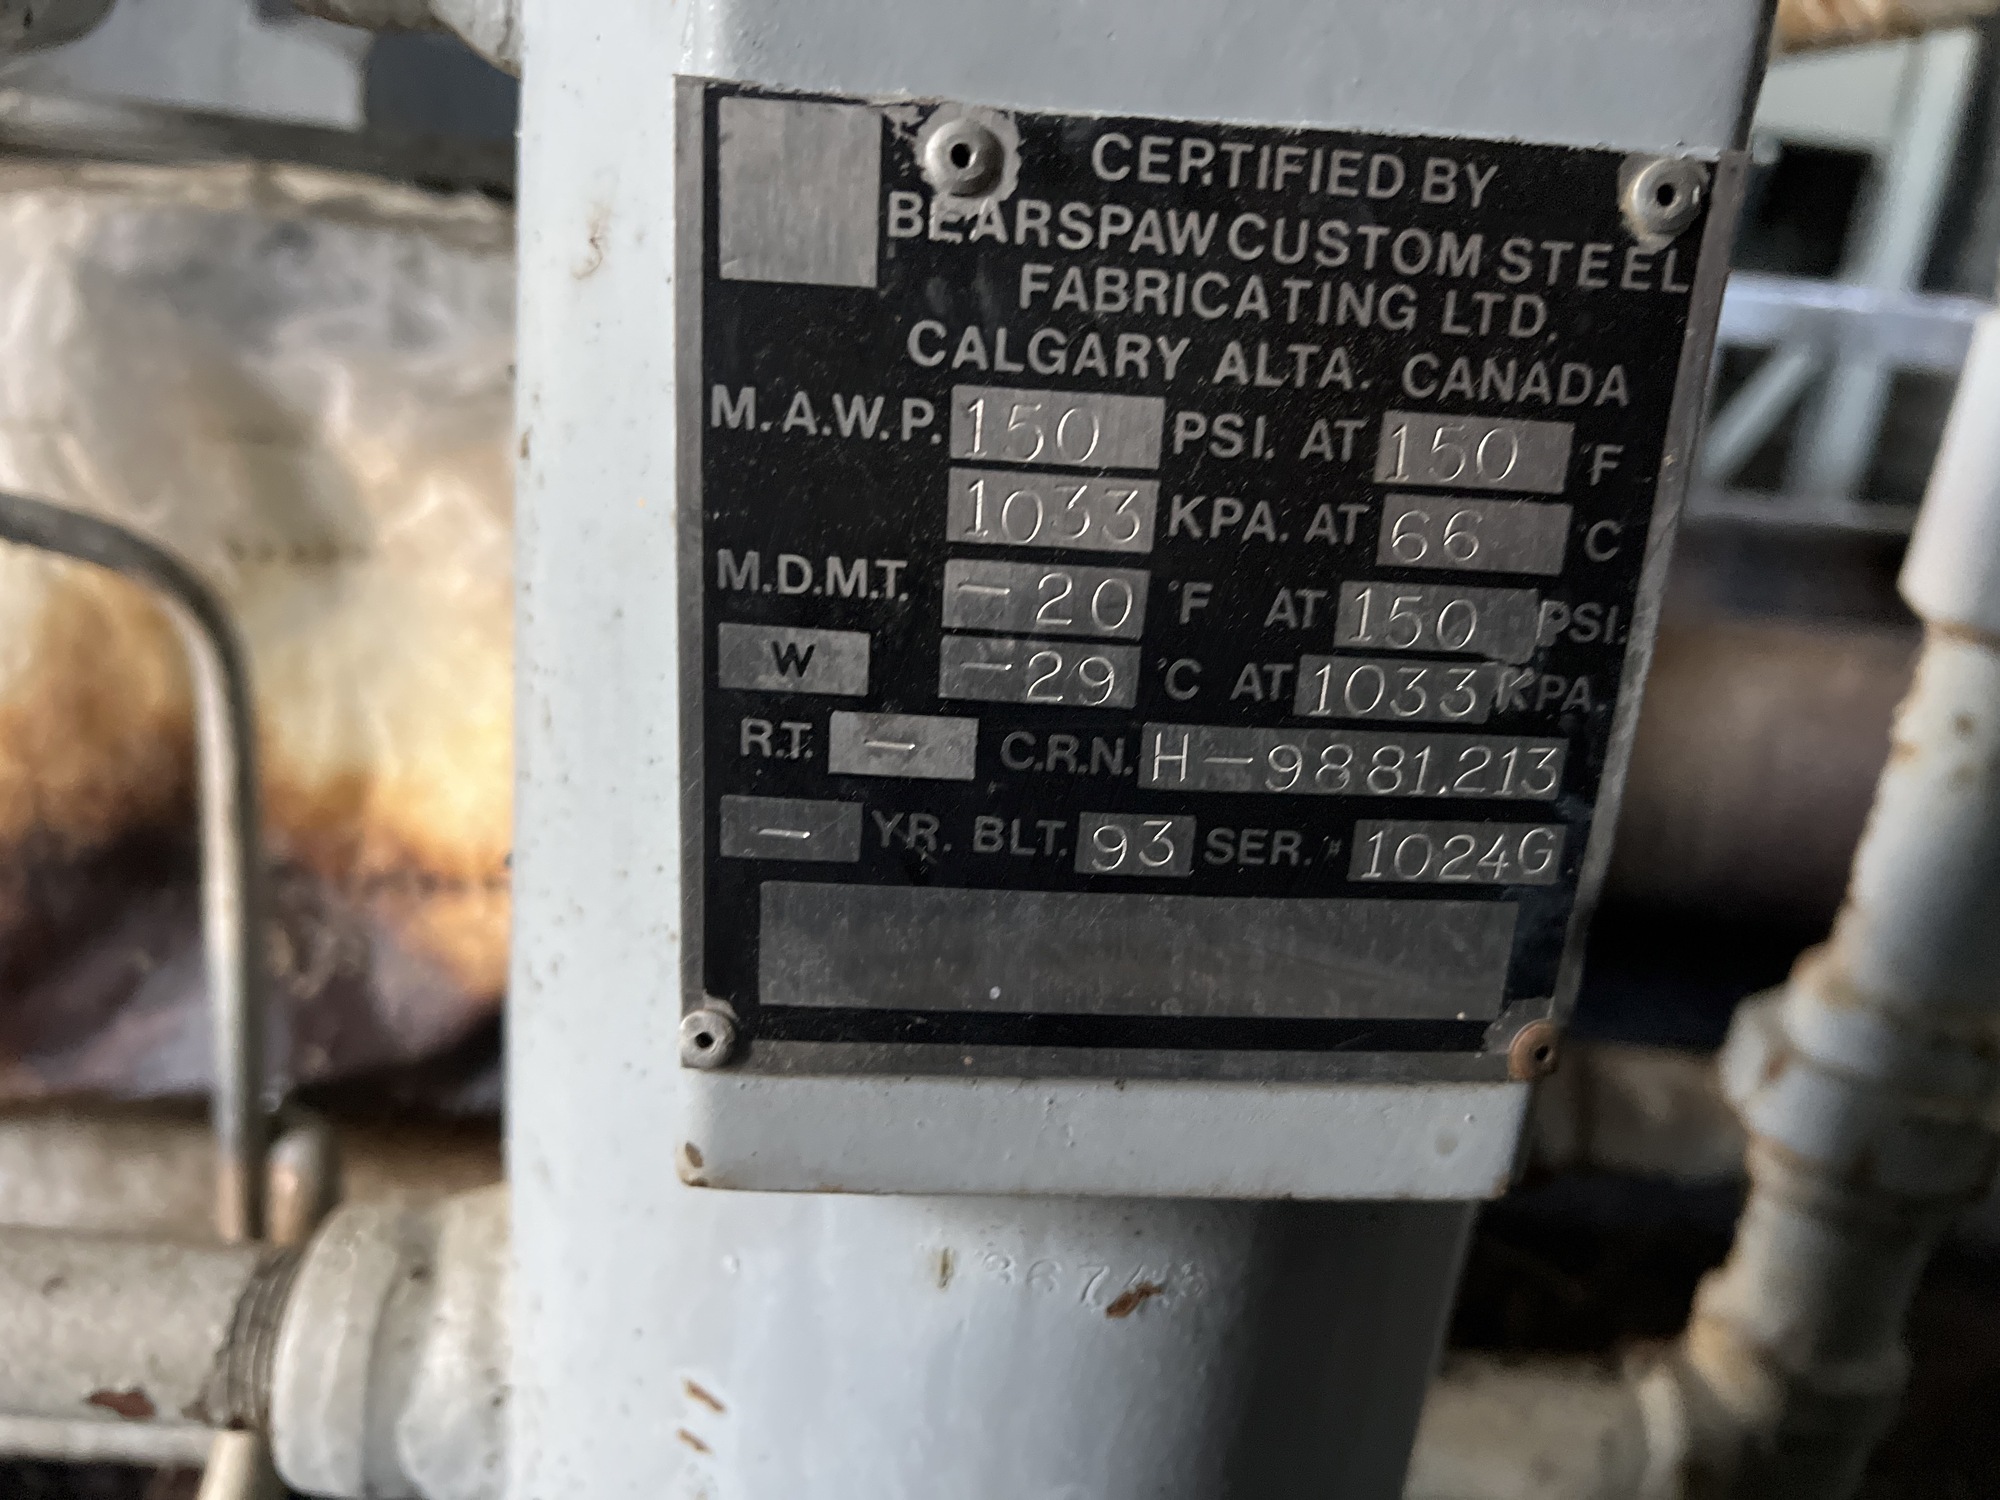 CERTIFIED BY
BEARSPAW CUSTOM STEEL
FABRICATING LTD.
CALGARY ALTA. CANADA
M.A.W.P. 150 PSI. AT 150 °F
1033 KPA. AT 66 °C
M.D.M.T. -20 °F AT 150 PSI.
W -29 °C AT 1033 KPA.
R.T. - C.R.N. H-9881.213
- YR. BLT. 93 SER. # 1024G